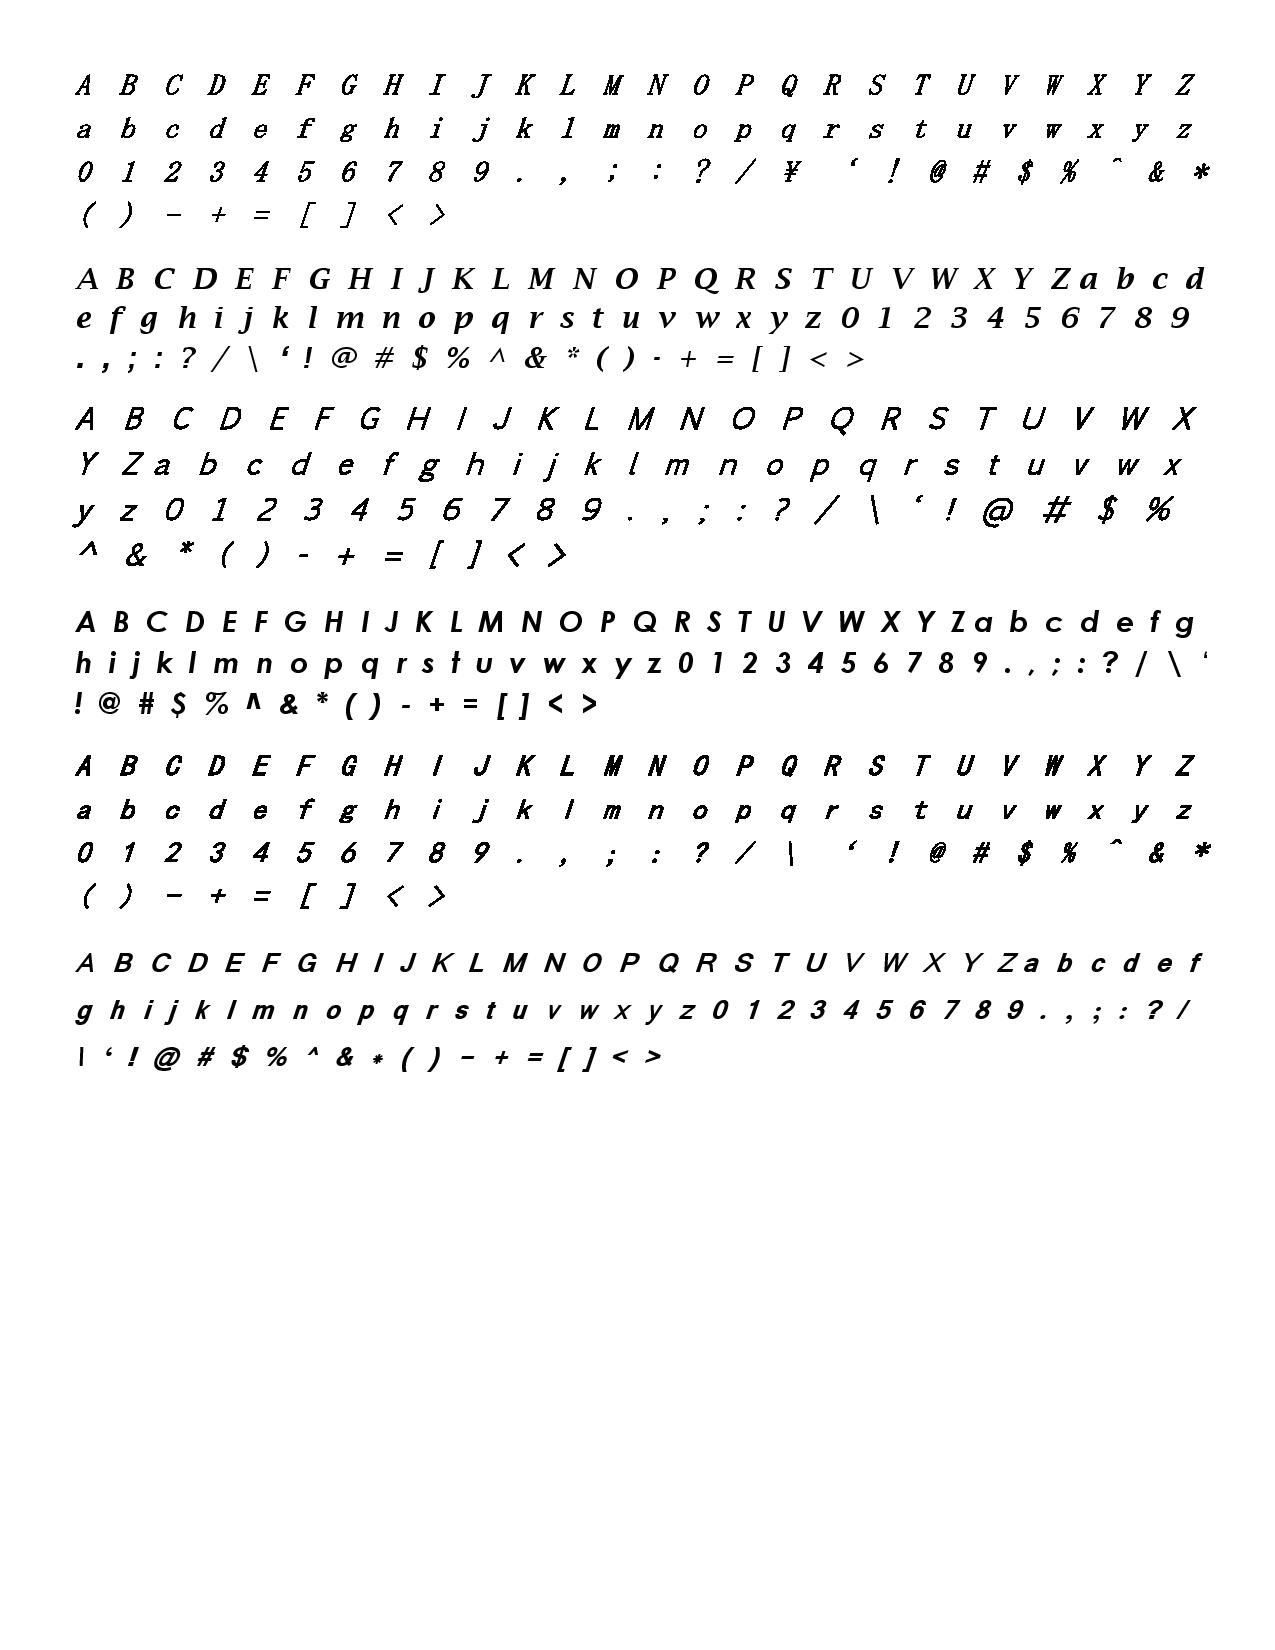 A B C D E F G H I J K L M N O P Q R S T U V W X Y Z
a b c d e f g h i j k l m n o p q r s t u v w x y z
0 1 2 3 4 5 6 7 8 9 . , ; : ? / ¥ ‘ ! @ # $ % ^ & *
( ) − + = [ ] < >
A B C D E F G H I J K L M N O P Q R S T U V W X Y Z a b c d
e f g h i j k l m n o p q r s t u v w x y z 0 1 2 3 4 5 6 7 8 9
. , ; : ? / \ ‘ ! @ # $ % ^ & * ( ) - + = [ ] < >
A B C D E F G H I J K L M N O P Q R S T U V W X
Y Z a b c d e f g h i j k l m n o p q r s t u v w x
y z 0 1 2 3 4 5 6 7 8 9 . , ; : ? / \ ‘ ! @ # $ %
^ & * ( ) - + = [ ] < >
A B C D E F G H I J K L M N O P Q R S T U V W X Y Z a b c d e f g
h i j k l m n o p q r s t u v w x y z 0 1 2 3 4 5 6 7 8 9 . , ; : ? / \ ‘
! @ # $ % ^ & * ( ) - + = [ ] < >
A B C D E F G H I J K L M N O P Q R S T U V W X Y Z
a b c d e f g h i j k l m n o p q r s t u v w x y z
0 1 2 3 4 5 6 7 8 9 . , ; : ? / \ ‘ ! @ # $ % ^ & *
( ) − + = [ ] < >
A B C D E F G H I J K L M N O P Q R S T U V W X Y Z a b c d e f
g h i j k l m n o p q r s t u v w x y z 0 1 2 3 4 5 6 7 8 9 . , ; : ? /
\ ‘ ! @ # $ % ^ & * ( ) − + = [ ] < >